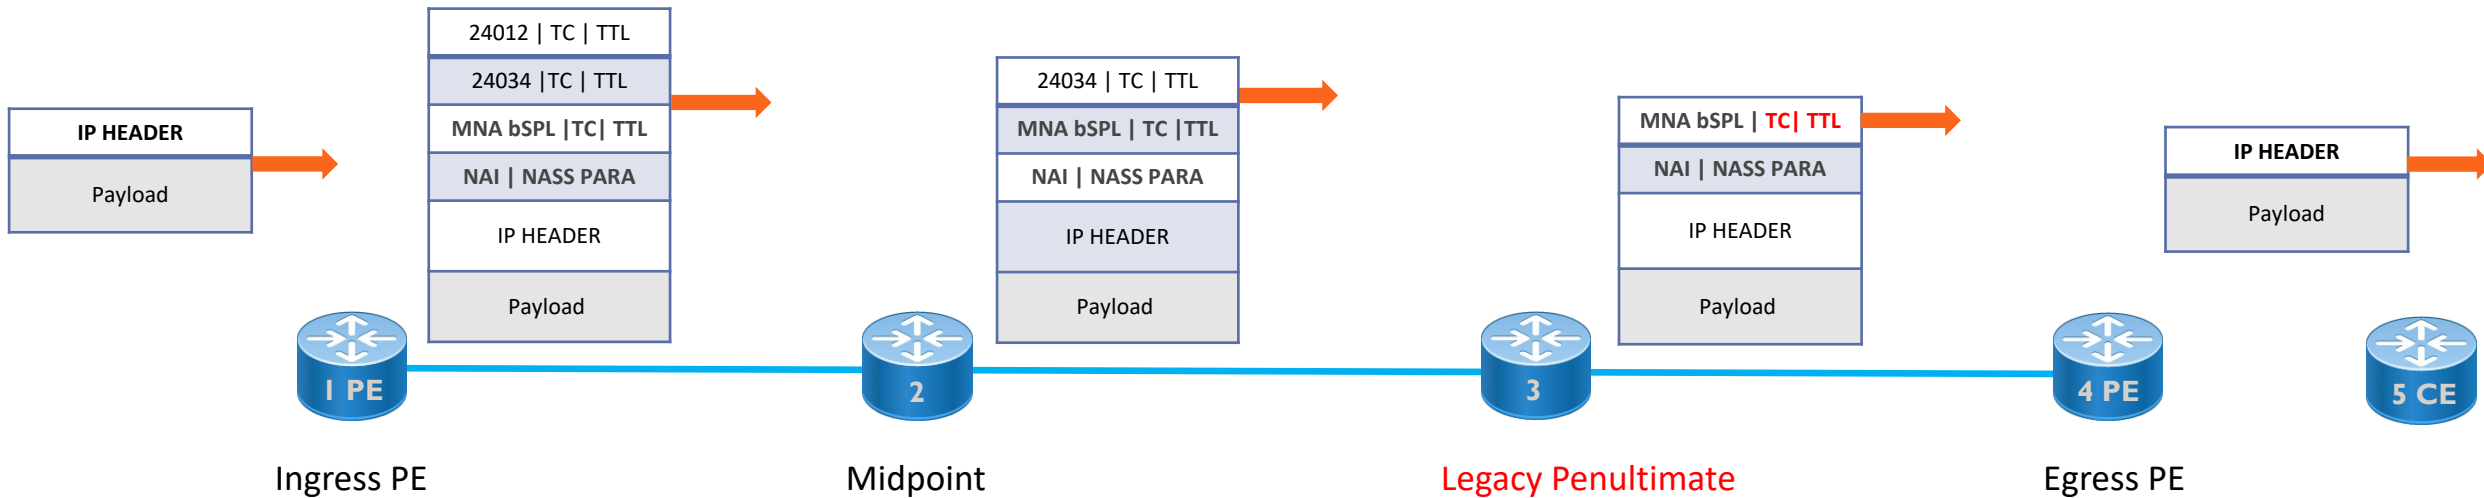 IP HEADER
Payload
24012 | TC | TTL
24034 |TC | TTL
MNA bSPL |TC| TTL
NAI | NASS PARA
IP HEADER
Payload
24034 | TC | TTL
MNA bSPL | TC |TTL
NAI | NASS PARA
IP HEADER
Payload
MNA bSPL | TC| TTL
NAI | NASS PARA
IP HEADER
Payload
IP HEADER
Payload
1 PE
2
3
4 PE
5 CE
Ingress PE
Midpoint
Legacy Penultimate
Egress PE